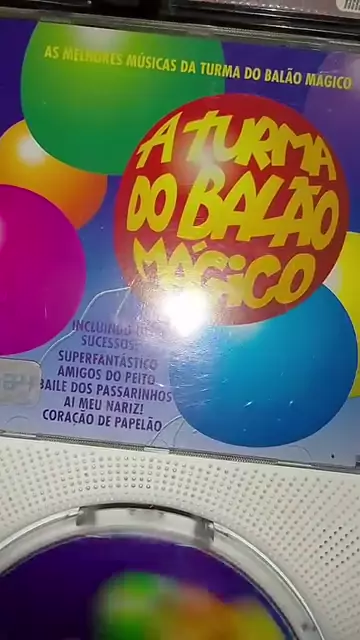 AS MELHORES MÚSICAS DA TURMA DO BALÃO MÁGICO
A TURMA
DO BALÃO
MÁGICO
INCLUINDO
SUCESSOS
SUPERFANTÁSTICO
AMIGOS DO PEITO
BAILE DOS PASSARINHOS
AI MEU NARIZ!
CORAÇÃO DE PAPELÃO